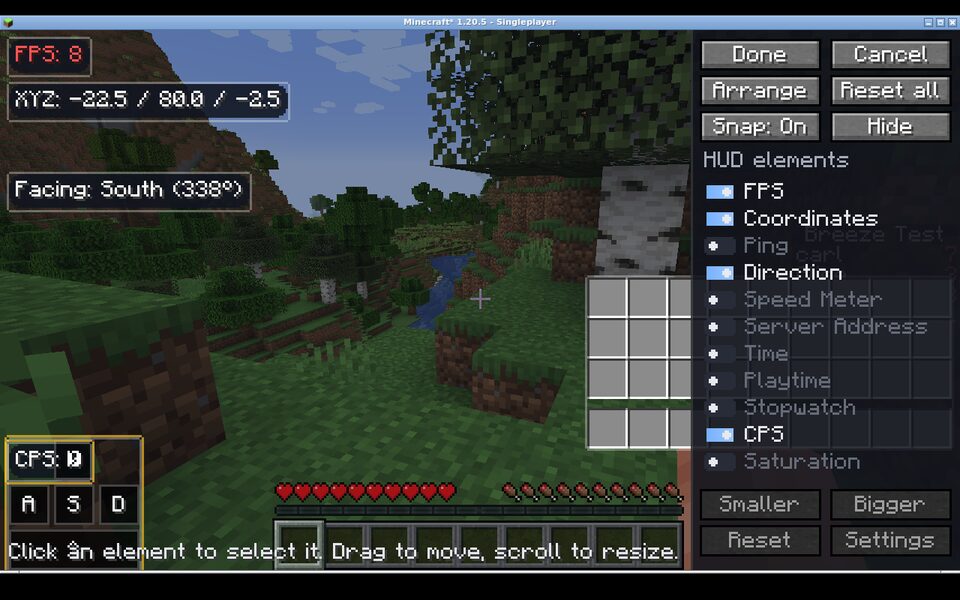 Minecraft* 1.20.5 - Singleplayer
FPS: 8
XYZ: -22.5 / 80.0 / -2.5
Facing: South (338°)
CPS: 0
A S D
Click an element to select it. Drag to move, scroll to resize.
Done
Cancel
Arrange
Reset all
Snap: On
Hide
HUD elements
FPS
Coordinates
Ping
Breeze Test
carl
Direction
Speed Meter
Server Address
Time
Playtime
Stopwatch
CPS
Saturation
Smaller
Bigger
Reset
Settings